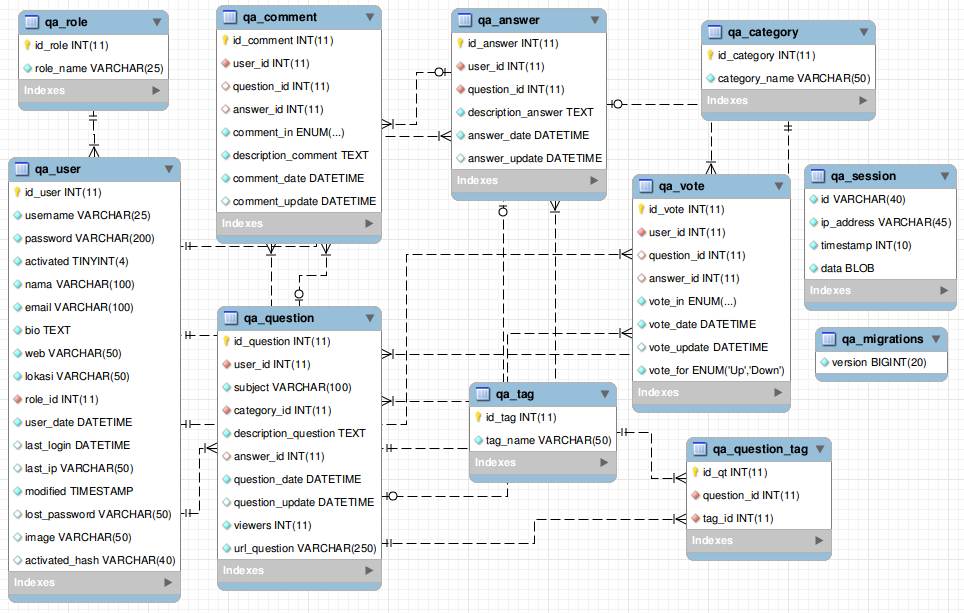 qa_role
id_role INT(11)
role_name VARCHAR(25)
Indexes
qa_user
id_user INT(11)
username VARCHAR(25)
password VARCHAR(200)
activated TINYINT(4)
nama VARCHAR(100)
email VARCHAR(100)
bio TEXT
web VARCHAR(50)
lokasi VARCHAR(50)
role_id INT(11)
user_date DATETIME
last_login DATETIME
last_ip VARCHAR(50)
modified TIMESTAMP
lost_password VARCHAR(50)
image VARCHAR(50)
activated_hash VARCHAR(40)
Indexes
qa_comment
id_comment INT(11)
user_id INT(11)
question_id INT(11)
answer_id INT(11)
comment_in ENUM(...)
description_comment TEXT
comment_date DATETIME
comment_update DATETIME
Indexes
qa_question
id_question INT(11)
user_id INT(11)
subject VARCHAR(100)
category_id INT(11)
description_question TEXT
answer_id INT(11)
question_date DATETIME
question_update DATETIME
viewers INT(11)
url_question VARCHAR(250)
Indexes
qa_answer
id_answer INT(11)
user_id INT(11)
question_id INT(11)
description_answer TEXT
answer_date DATETIME
answer_update DATETIME
Indexes
qa_tag
id_tag INT(11)
tag_name VARCHAR(50)
Indexes
qa_category
id_category INT(11)
category_name VARCHAR(50)
Indexes
qa_vote
id_vote INT(11)
user_id INT(11)
question_id INT(11)
answer_id INT(11)
vote_in ENUM(...)
vote_date DATETIME
vote_update DATETIME
vote_for ENUM('Up','Down')
Indexes
qa_question_tag
id_qt INT(11)
question_id INT(11)
tag_id INT(11)
Indexes
qa_session
id VARCHAR(40)
ip_address VARCHAR(45)
timestamp INT(10)
data BLOB
Indexes
qa_migrations
version BIGINT(20)